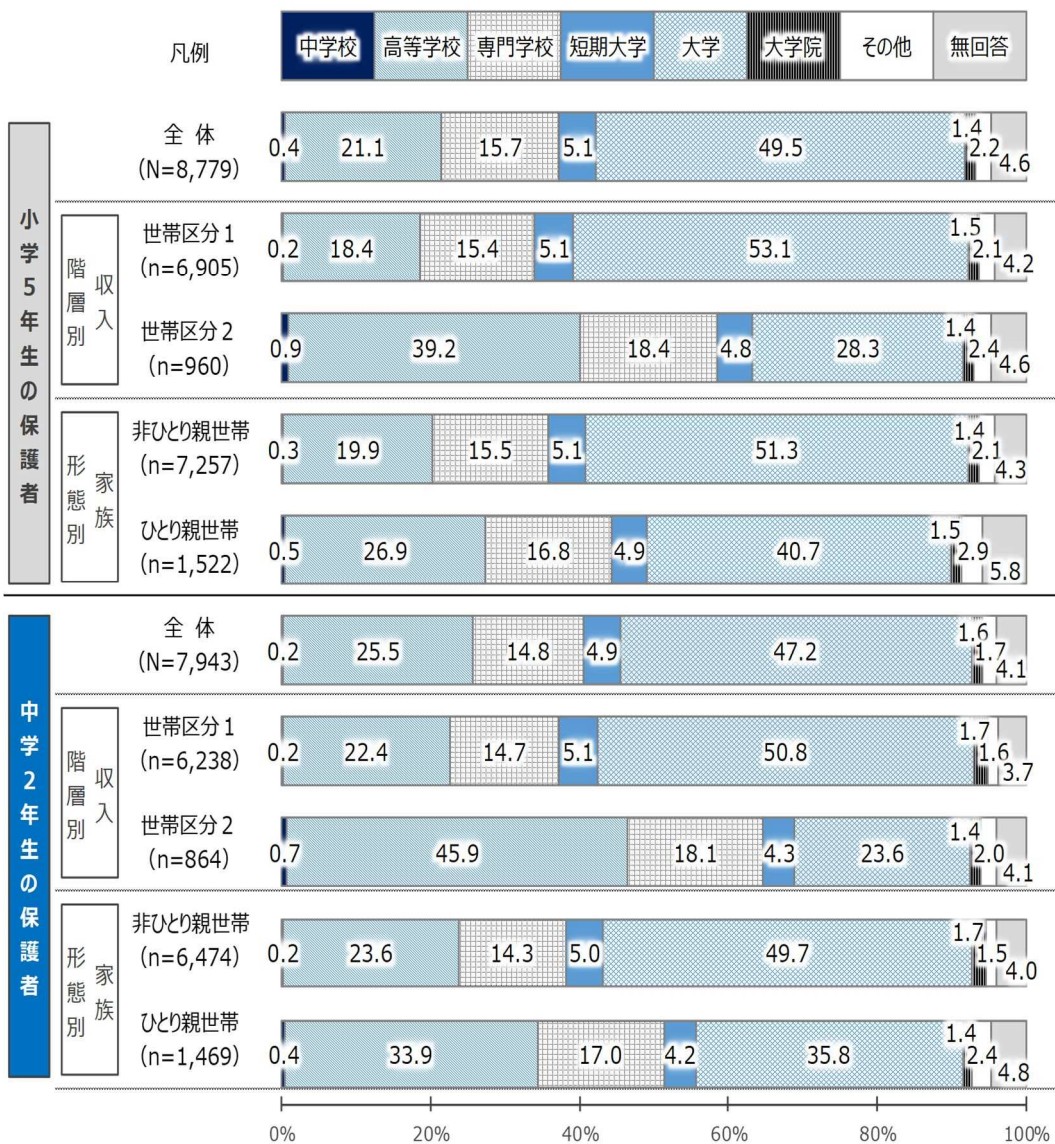 凡例
中学校 高等学校 専門学校 短期大学 大学 大学院 その他 無回答
小学5年生の保護者
全体
(N=8,779)
0.4 21.1 15.7 5.1 49.5 1.4 2.2 4.6
収入階層別
世帯区分1
(n=6,905)
0.2 18.4 15.4 5.1 53.1 1.5 2.1 4.2
世帯区分2
(n=960)
0.9 39.2 18.4 4.8 28.3 1.4 2.4 4.6
家族形態別
非ひとり親世帯
(n=7,257)
0.3 19.9 15.5 5.1 51.3 1.4 2.1 4.3
ひとり親世帯
(n=1,522)
0.5 26.9 16.8 4.9 40.7 1.5 2.9 5.8
中学2年生の保護者
全体
(N=7,943)
0.2 25.5 14.8 4.9 47.2 1.6 1.7 4.1
収入階層別
世帯区分1
(n=6,238)
0.2 22.4 14.7 5.1 50.8 1.7 1.6 3.7
世帯区分2
(n=864)
0.7 45.9 18.1 4.3 23.6 1.4 2.0 4.1
家族形態別
非ひとり親世帯
(n=6,474)
0.2 23.6 14.3 5.0 49.7 1.7 1.5 4.0
ひとり親世帯
(n=1,469)
0.4 33.9 17.0 4.2 35.8 1.4 2.4 4.8
0% 20% 40% 60% 80% 100%